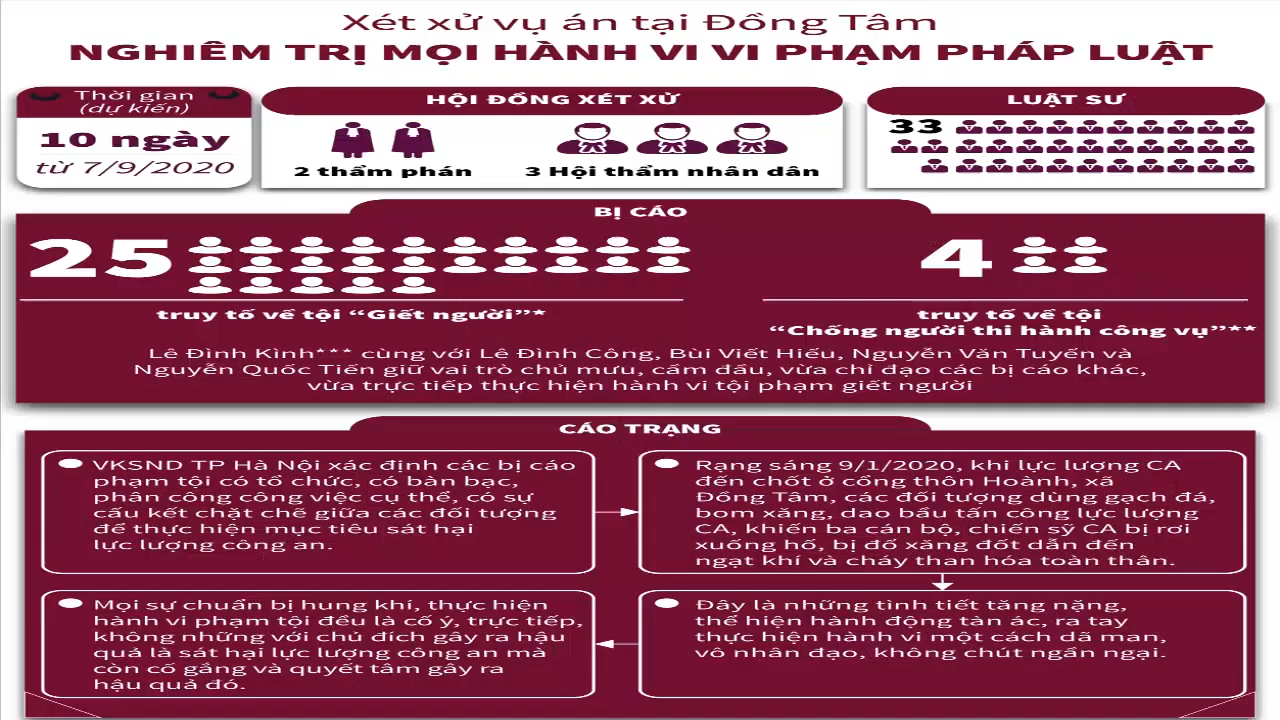 Xét xử vụ án tại Đồng Tâm
NGHIÊM TRỊ MỌI HÀNH VI VI PHẠM PHÁP LUẬT
Thời gian
(dự kiến)
10 ngày
từ 7/9/2020
HỘI ĐỒNG XÉT XỬ
2 thẩm phán
3 Hội thẩm nhân dân
LUẬT SƯ
33
BỊ CÁO
25
truy tố về tội “Giết người”*
4
truy tố về tội
“Chống người thi hành công vụ”**
Lê Đình Kình*** cùng với Lê Đình Công, Bùi Viết Hiểu, Nguyễn Văn Tuyển và
Nguyễn Quốc Tiến giữ vai trò chủ mưu, cầm đầu, vừa chỉ đạo các bị cáo khác,
vừa trực tiếp thực hiện hành vi tội phạm giết người
CÁO TRẠNG
VKSND TP Hà Nội xác định các bị cáo
phạm tội có tổ chức, có bàn bạc,
phân công công việc cụ thể, có sự
cấu kết chặt chẽ giữa các đối tượng
để thực hiện mục tiêu sát hại
lực lượng công an.
Rạng sáng 9/1/2020, khi lực lượng CA
đến chốt ở cổng thôn Hoành, xã
Đồng Tâm, các đối tượng dùng gạch đá,
bom xăng, dao bầu tấn công lực lượng
CA, khiến ba cán bộ, chiến sỹ CA bị rơi
xuống hố, bị đổ xăng đốt dẫn đến
ngạt khí và cháy than hóa toàn thân.
Đây là những tình tiết tăng nặng,
thể hiện hành động tàn ác, ra tay
thực hiện hành vi một cách dã man,
vô nhân đạo, không chút ngần ngại.
Mọi sự chuẩn bị hung khí, thực hiện
hành vi phạm tội đều là cố ý, trực tiếp,
không những với chủ đích gây ra hậu
quả là sát hại lực lượng công an mà
còn cố gắng và quyết tâm gây ra
hậu quả đó.